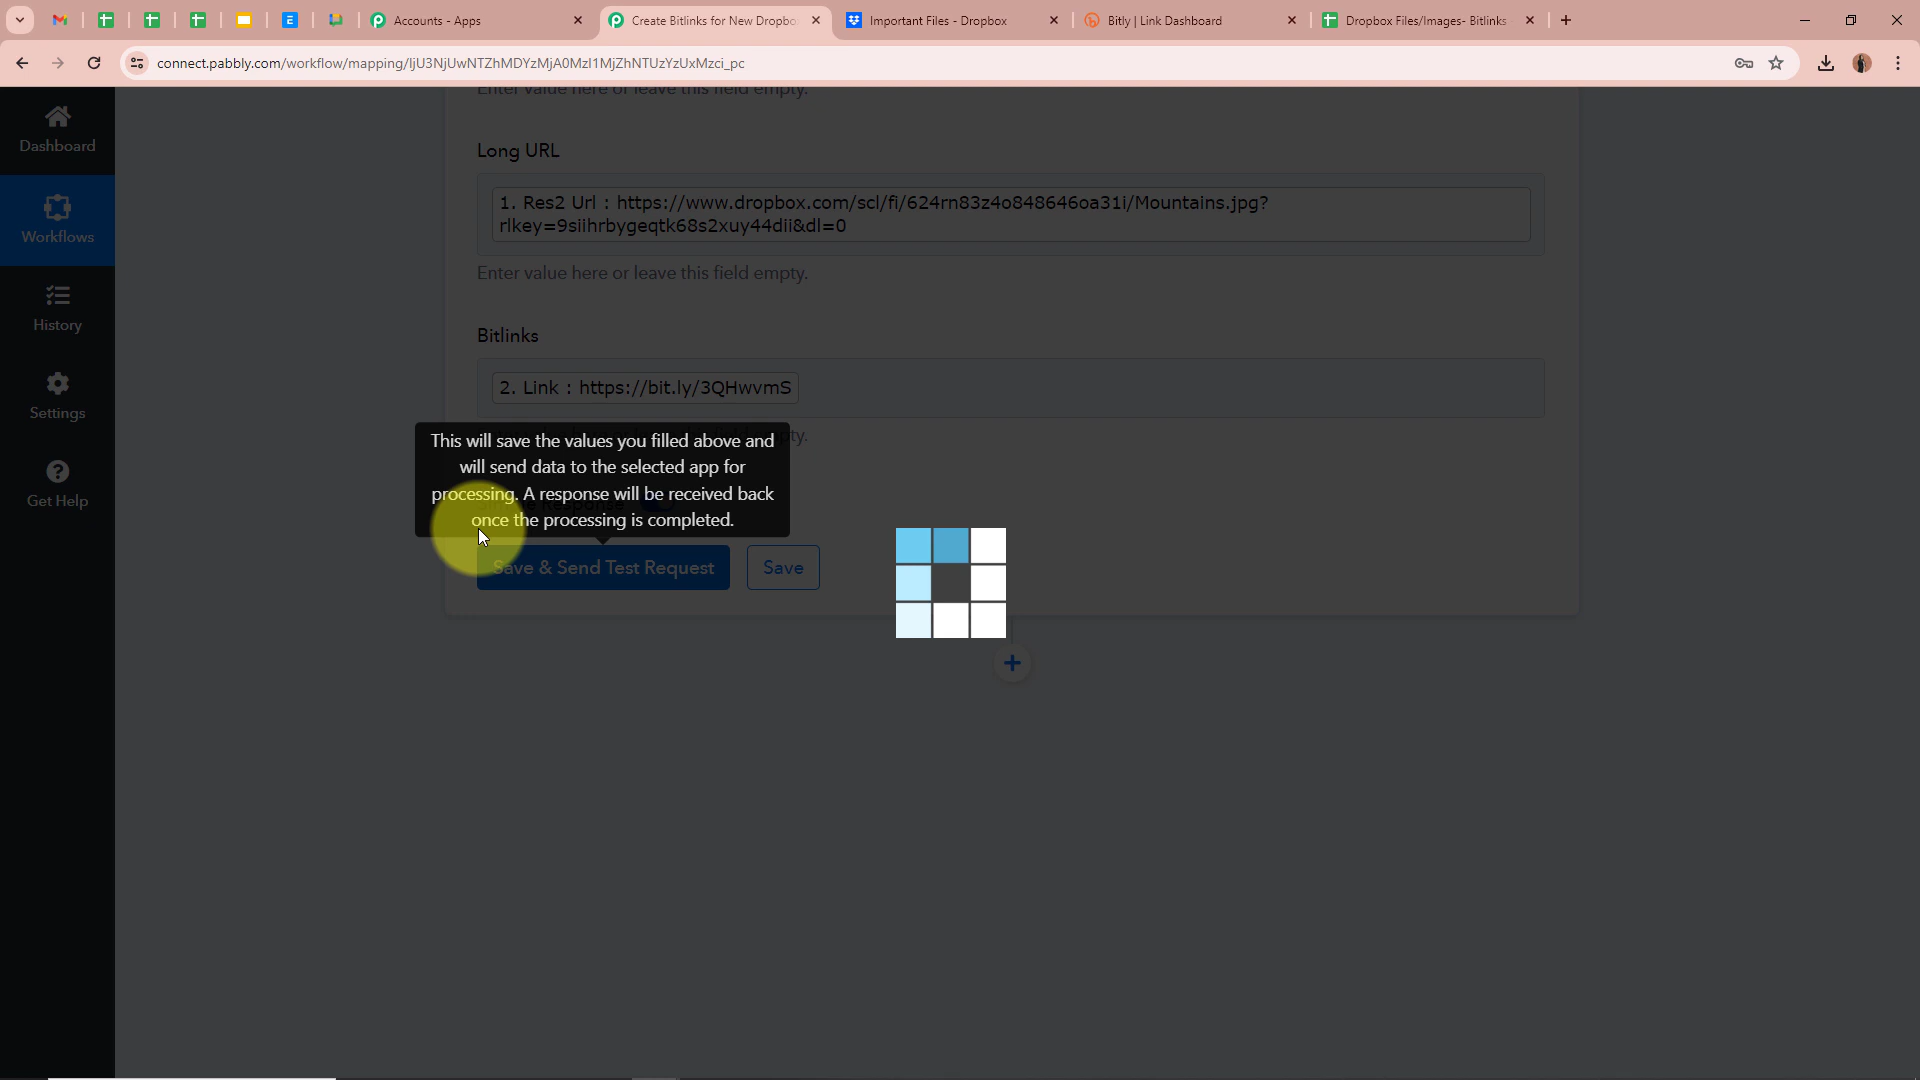 Accounts - Apps
Create Bitlinks for New Dropbo
Important Files - Dropbox
Bitly | Link Dashboard
Dropbox Files/Images- Bitlinks
connect.pabbly.com/workflow/mapping/IjU3NjUwNTZhMDYzMjA0MzI1MjZhNTUzYzUxMzci_pc
Enter value here or leave this field empty.
Dashboard
Workflows
History
Settings
Get Help
Long URL
1. Res2 Url : https://www.dropbox.com/scl/fi/624rn83z4o848646oa31i/Mountains.jpg?
rlkey=9siihrbygeqtk68s2xuy44dii&dl=0
Enter value here or leave this field empty.
Bitlinks
2. Link : https://bit.ly/3QHwvmS
This will save the values you filled above and
will send data to the selected app for
processing. A response will be received back
once the processing is completed.
Save & Send Test Request
Save